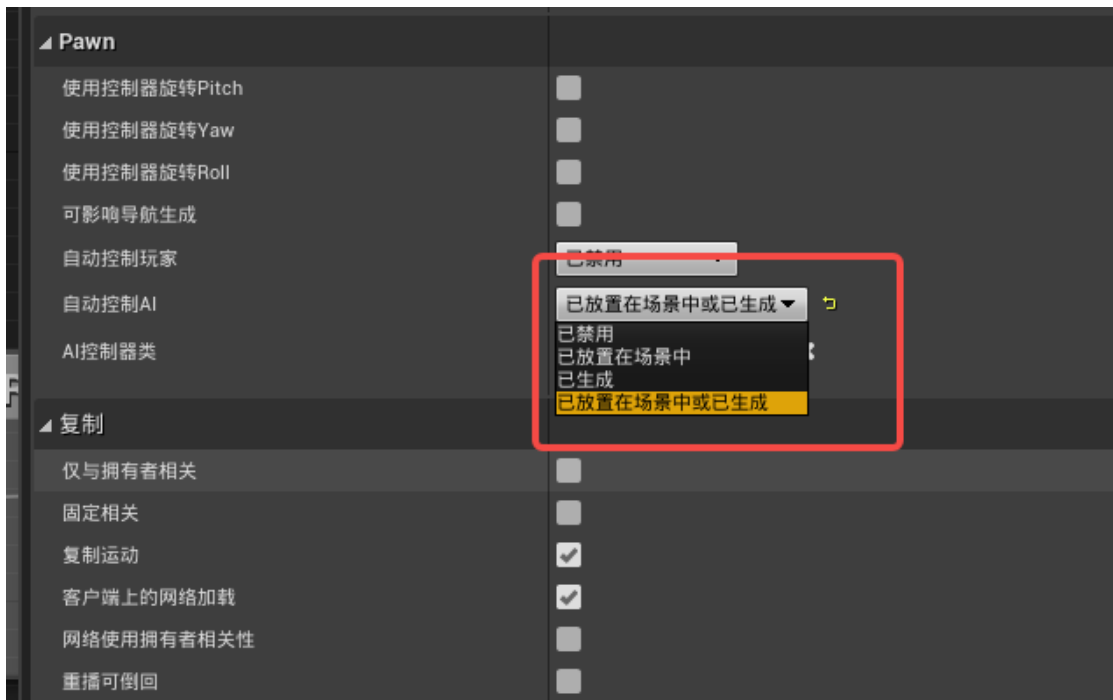 Pawn
使用控制器旋转Pitch
使用控制器旋转Yaw
使用控制器旋转Roll
可影响导航生成
自动控制玩家 已禁用
自动控制AI 已放置在场景中或已生成
已禁用
AI控制器类 已放置在场景中
已生成
已放置在场景中或已生成
复制
仅与拥有者相关
固定相关
复制运动
客户端上的网络加载
网络使用拥有者相关性
重播可倒回